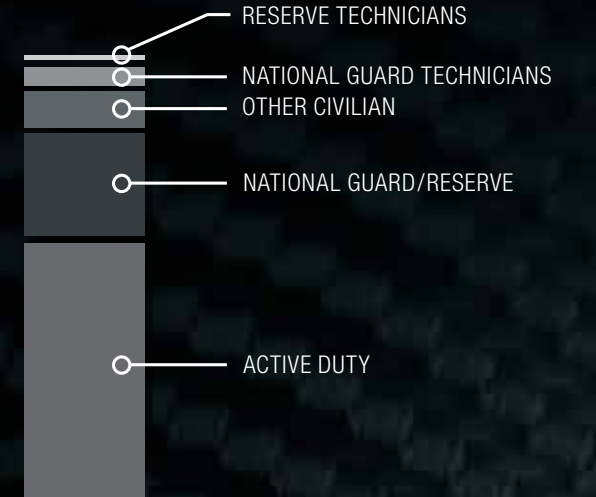 RESERVE TECHNICIANS
NATIONAL GUARD TECHNICIANS
OTHER CIVILIAN
NATIONAL GUARD/RESERVE
ACTIVE DUTY